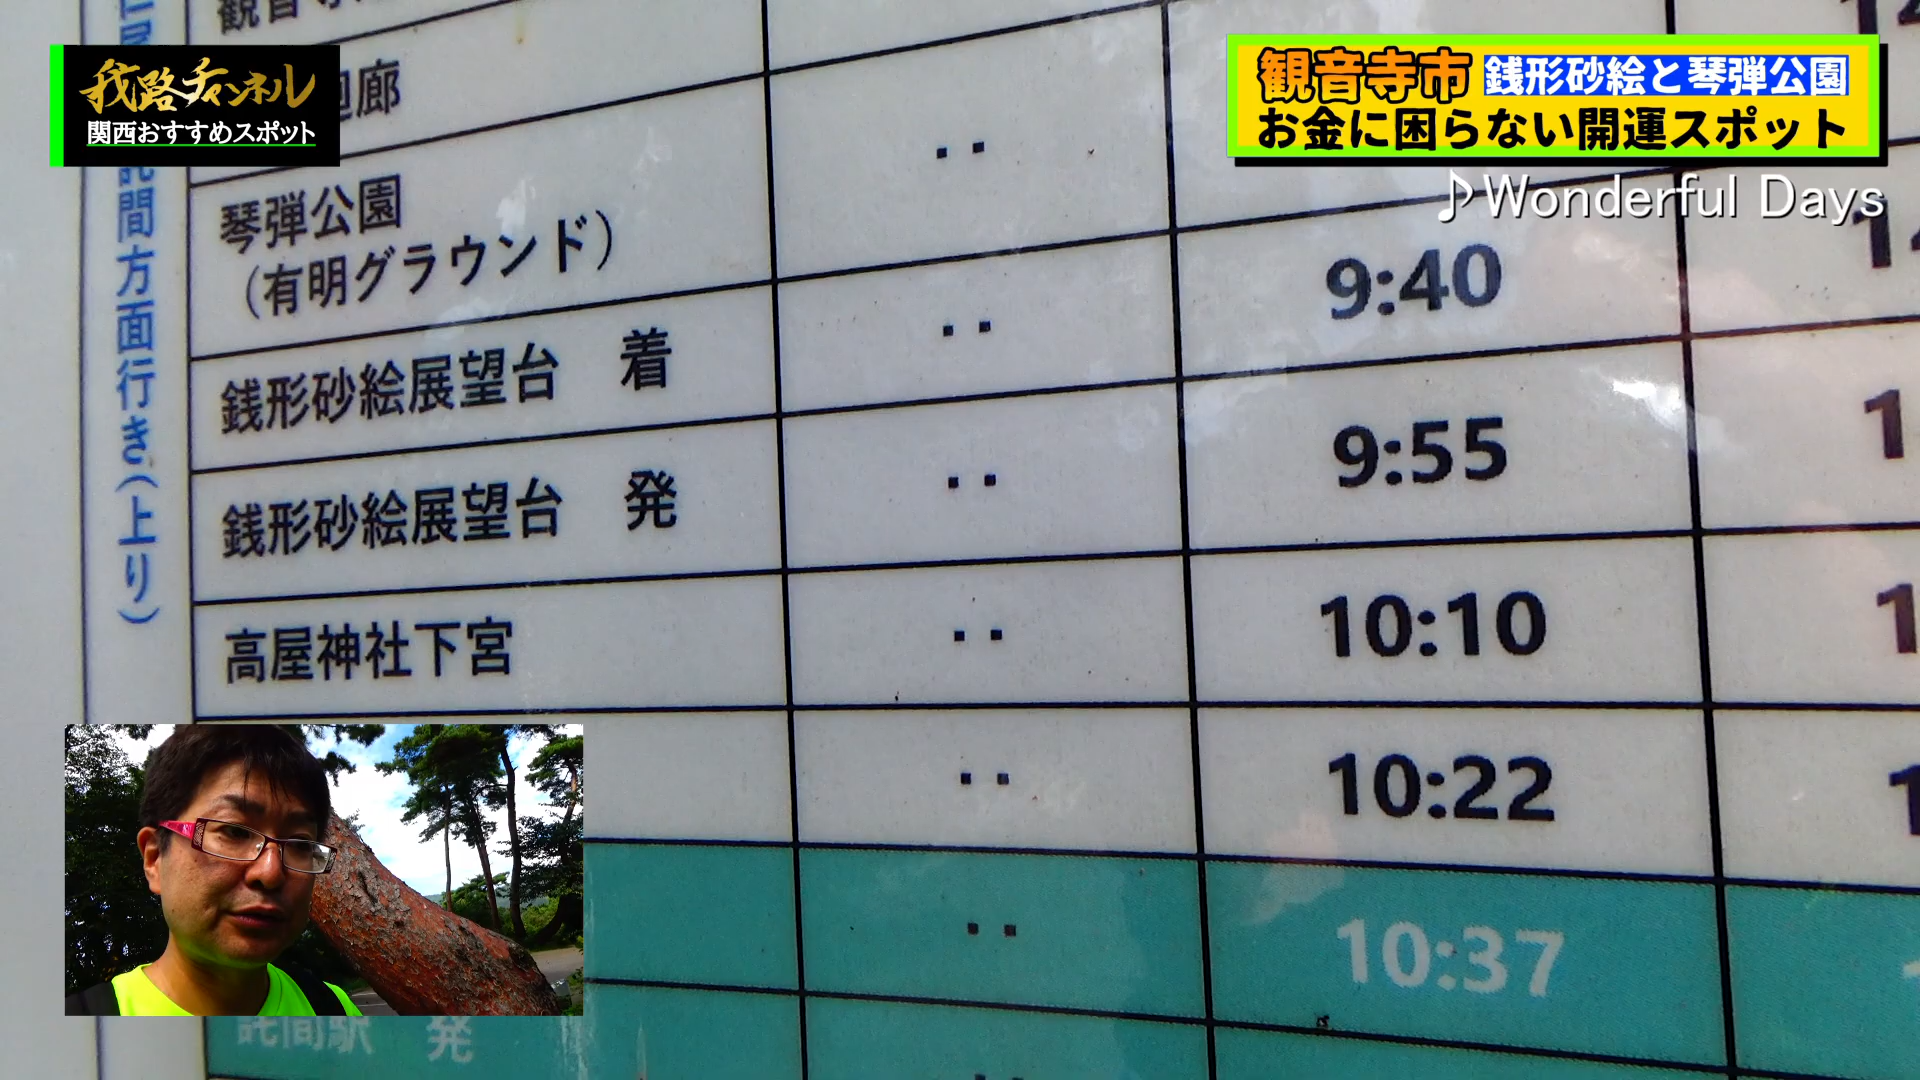 我路チャンネル
関西おすすめスポット
観音寺市 銭形砂絵と琴弾公園
お金に困らない開運スポット
♪Wonderful Days
間方面行き(上り)
廊
琴弾公園
(有明グラウンド)
‥ 9:40
銭形砂絵展望台 着 ‥ 9:55
銭形砂絵展望台 発 ‥ 10:10
高屋神社下宮 ‥ 10:22
‥ 10:37
詫間駅 発